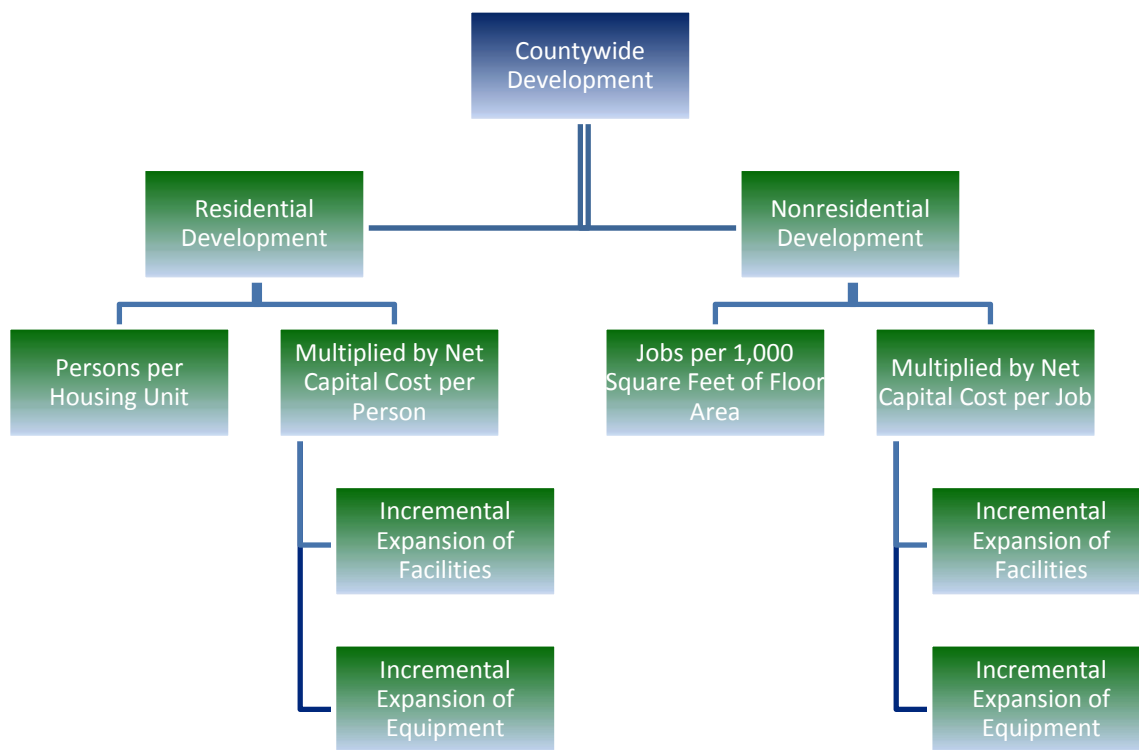 Countywide
Development
Residential
Development
Nonresidential
Development
Persons per
Housing Unit
Multiplied by Net
Capital Cost per
Person
Jobs per 1,000
Square Feet of Floor
Area
Multiplied by Net
Capital Cost per Job
Incremental
Expansion of
Facilities
Incremental
Expansion of
Facilities
Incremental
Expansion of
Equipment
Incremental
Expansion of
Equipment